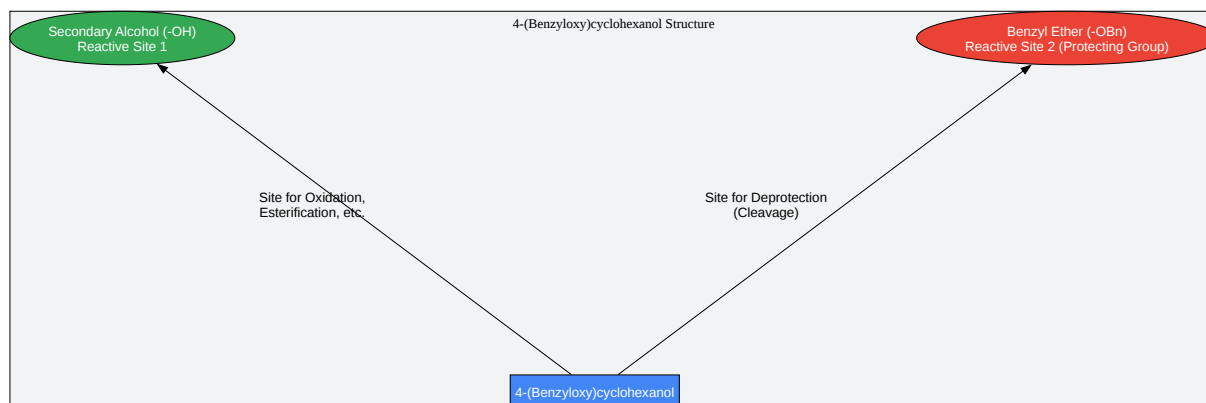 4-(Benzyloxy)cyclohexanol Structure
Secondary Alcohol (-OH)
Reactive Site 1
Benzyl Ether (-OBn)
Reactive Site 2 (Protecting Group)
Site for Oxidation,
Esterification, etc.
Site for Deprotection
(Cleavage)
4-(Benzyloxy)cyclohexanol